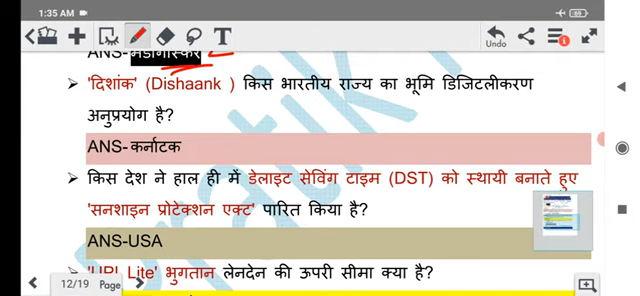 1:35 AM
69
Undo
ANS- मेडागास्कर
➢ 'दिशांक' (Dishaank ) किस भारतीय राज्य का भूमि डिजिटलीकरण
अनुप्रयोग है?
ANS- कर्नाटक
➢ किस देश ने हाल ही में डेलाइट सेविंग टाइम (DST) को स्थायी बनाते हुए
'सनशाइन प्रोटेक्शन एक्ट' पारित किया है?
ANS-USA
➢ 'UPI Lite' भुगतान लेनदेन की ऊपरी सीमा क्या है?
12/19 Page